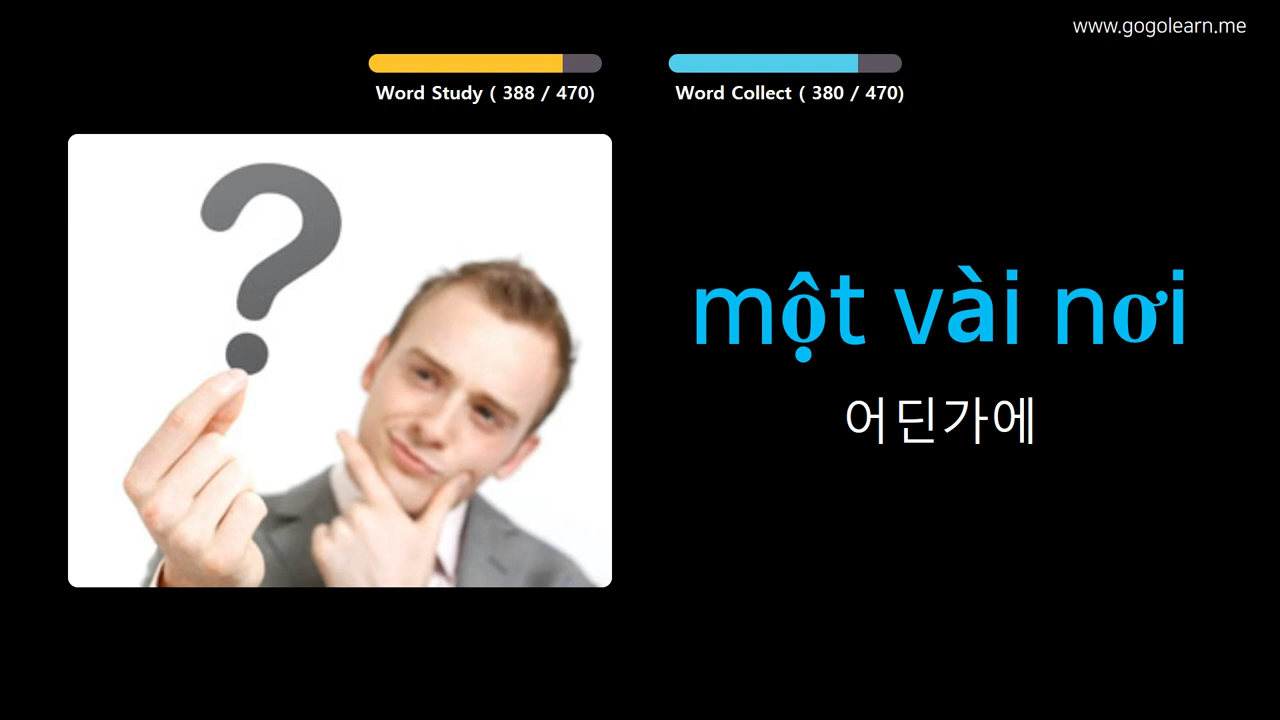 www.gogolearn.me
Word Study ( 388 / 470)
Word Collect ( 380 / 470)
?
một vài nơi
어딘가에